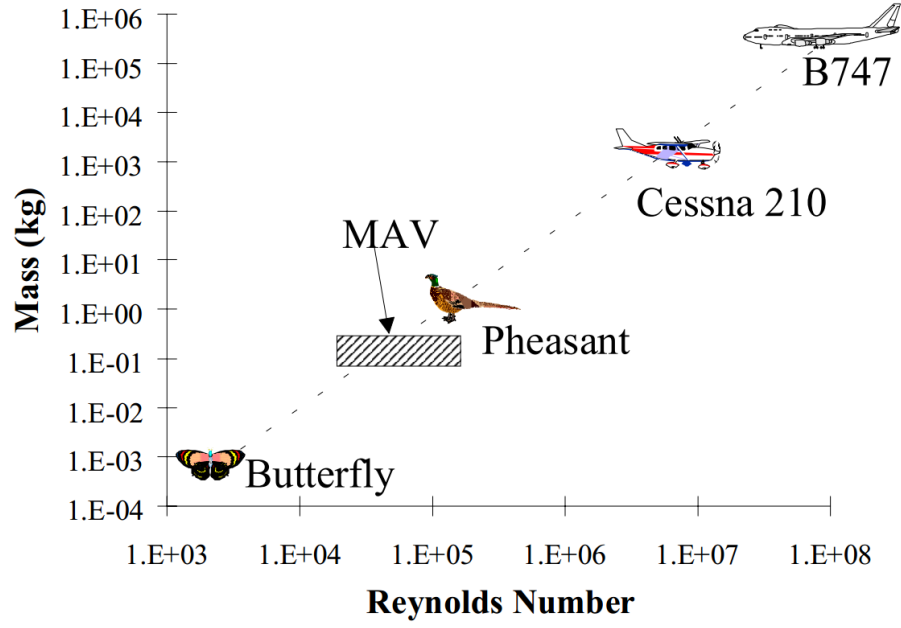 1.E+06
1.E+05
1.E+04
1.E+03
1.E+02
1.E+01
1.E+00
1.E-01
1.E-02
1.E-03
1.E-04
Mass (kg)
B747
Cessna 210
MAV
Pheasant
Butterfly
1.E+03 1.E+04 1.E+05 1.E+06 1.E+07 1.E+08
Reynolds Number